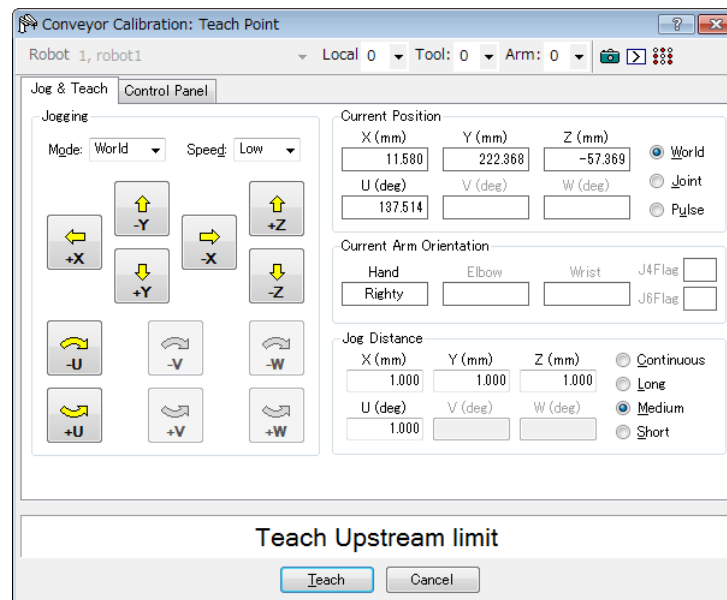 Conveyor Calibration: Teach Point
Robot 1, robot1 Local 0 Tool: 0 Arm: 0
Jog & Teach Control Panel
Jogging
Mode: World Speed: Low
-Y
+Z
+X
-X
+Y
-Z
-U -V -W
+U +V +W
Current Position
X (mm) Y (mm) Z (mm)
11.580 222.368 -57.369
U (deg) V (deg) W (deg)
137.514
World
Joint
Pulse
Current Arm Orientation
Hand Elbow Wrist J4Flag
Righty J6Flag
Jog Distance
X (mm) Y (mm) Z (mm)
1.000 1.000 1.000
U (deg) V (deg) W (deg)
1.000
Continuous
Long
Medium
Short
Teach Upstream limit
Teach Cancel